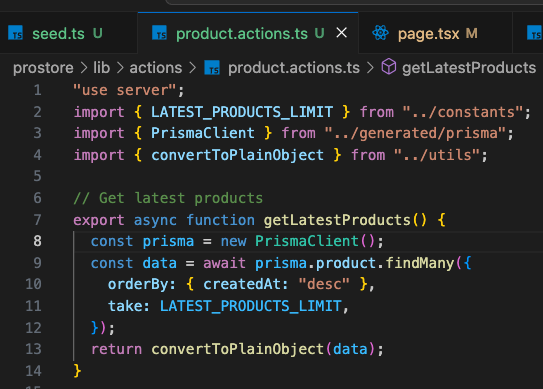 seed.ts U
product.actions.ts U
page.tsx M
prostore > lib > actions > product.actions.ts > getLatestProducts
1 "use server";
2 import { LATEST_PRODUCTS_LIMIT } from "../constants";
3 import { PrismaClient } from "../generated/prisma";
4 import { convertToPlainObject } from "../utils";
5
6 // Get latest products
7 export async function getLatestProducts() {
8 const prisma = new PrismaClient();
9 const data = await prisma.product.findMany({
10 orderBy: { createdAt: "desc" },
11 take: LATEST_PRODUCTS_LIMIT,
12 });
13 return convertToPlainObject(data);
14 }